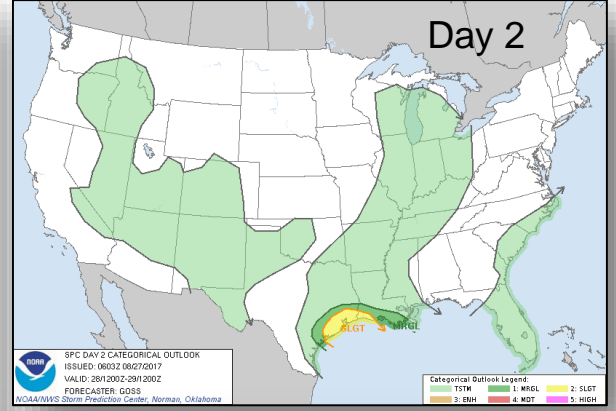 Day 2
SLGT
MRGL
NOAA
SPC DAY 2 CATEGORICAL OUTLOOK
ISSUED: 0603Z 08/27/2017
VALID: 28/1200Z-29/1200Z
FORECASTER: GOSS
NOAA/NWS Storm Prediction Center, Norman, Oklahoma
Categorical Outlook Legend:
TSTM 1: MRGL 2: SLGT
3: ENH 4: MDT 5: HIGH